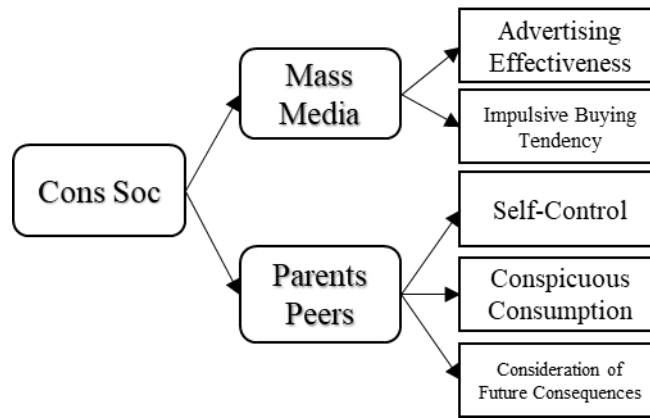 Cons Soc
Mass
Media
Parents
Peers
Advertising
Effectiveness
Impulsive Buying
Tendency
Self-Control
Conspicuous
Consumption
Consideration of
Future Consequences